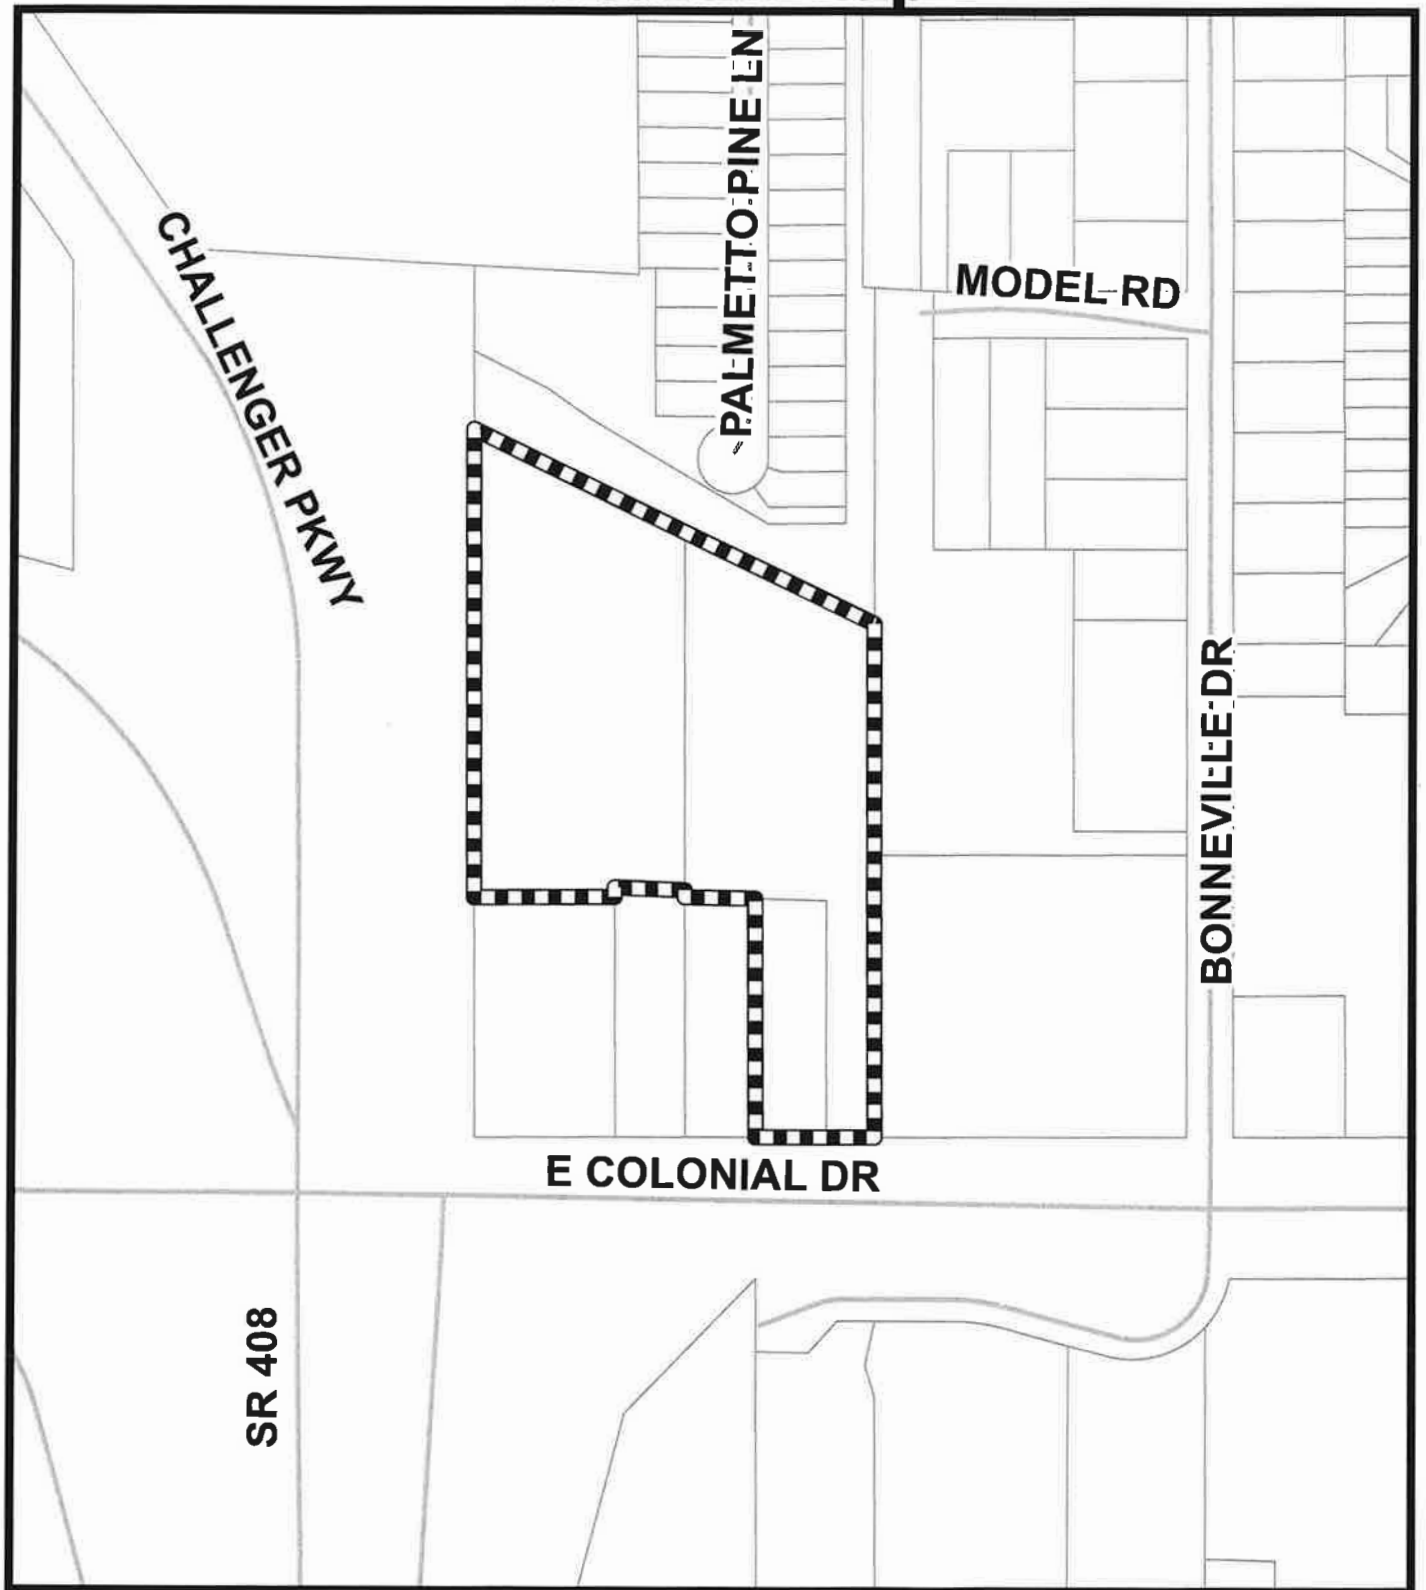 PALMETTO PINE LN
CHALLENGER PKWY
MODEL RD
BONNEVILLE DR
E COLONIAL DR
SR 408